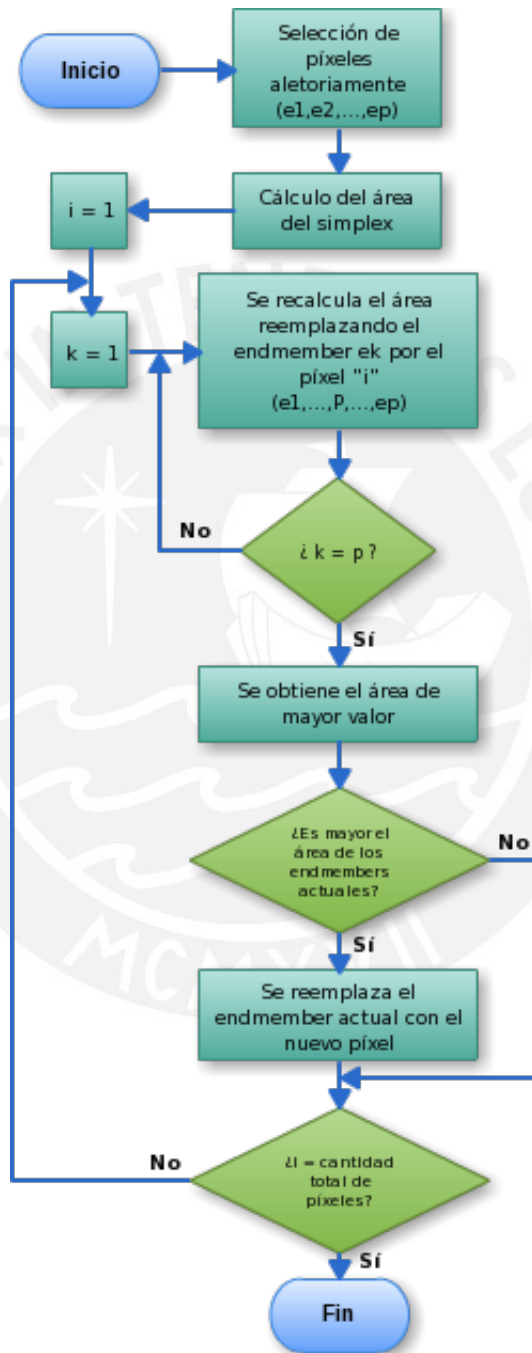 Inicio
Selección de
píxeles
aletoriamente
(e1,e2,...,ep)
Cálculo del área
del simplex
i = 1
k = 1
Se recalcula el área
reemplazando el
endmember ek por el
píxel "i"
(e1,...,P,...,ep)
¿ k = p ?
No
Sí
Se obtiene el área de
mayor valor
¿Es mayor el
área de los
endmembers
actuales?
No
Sí
Se reemplaza el
endmember actual con el
nuevo píxel
¿i = cantidad
total de
píxeles?
No
Sí
Fin